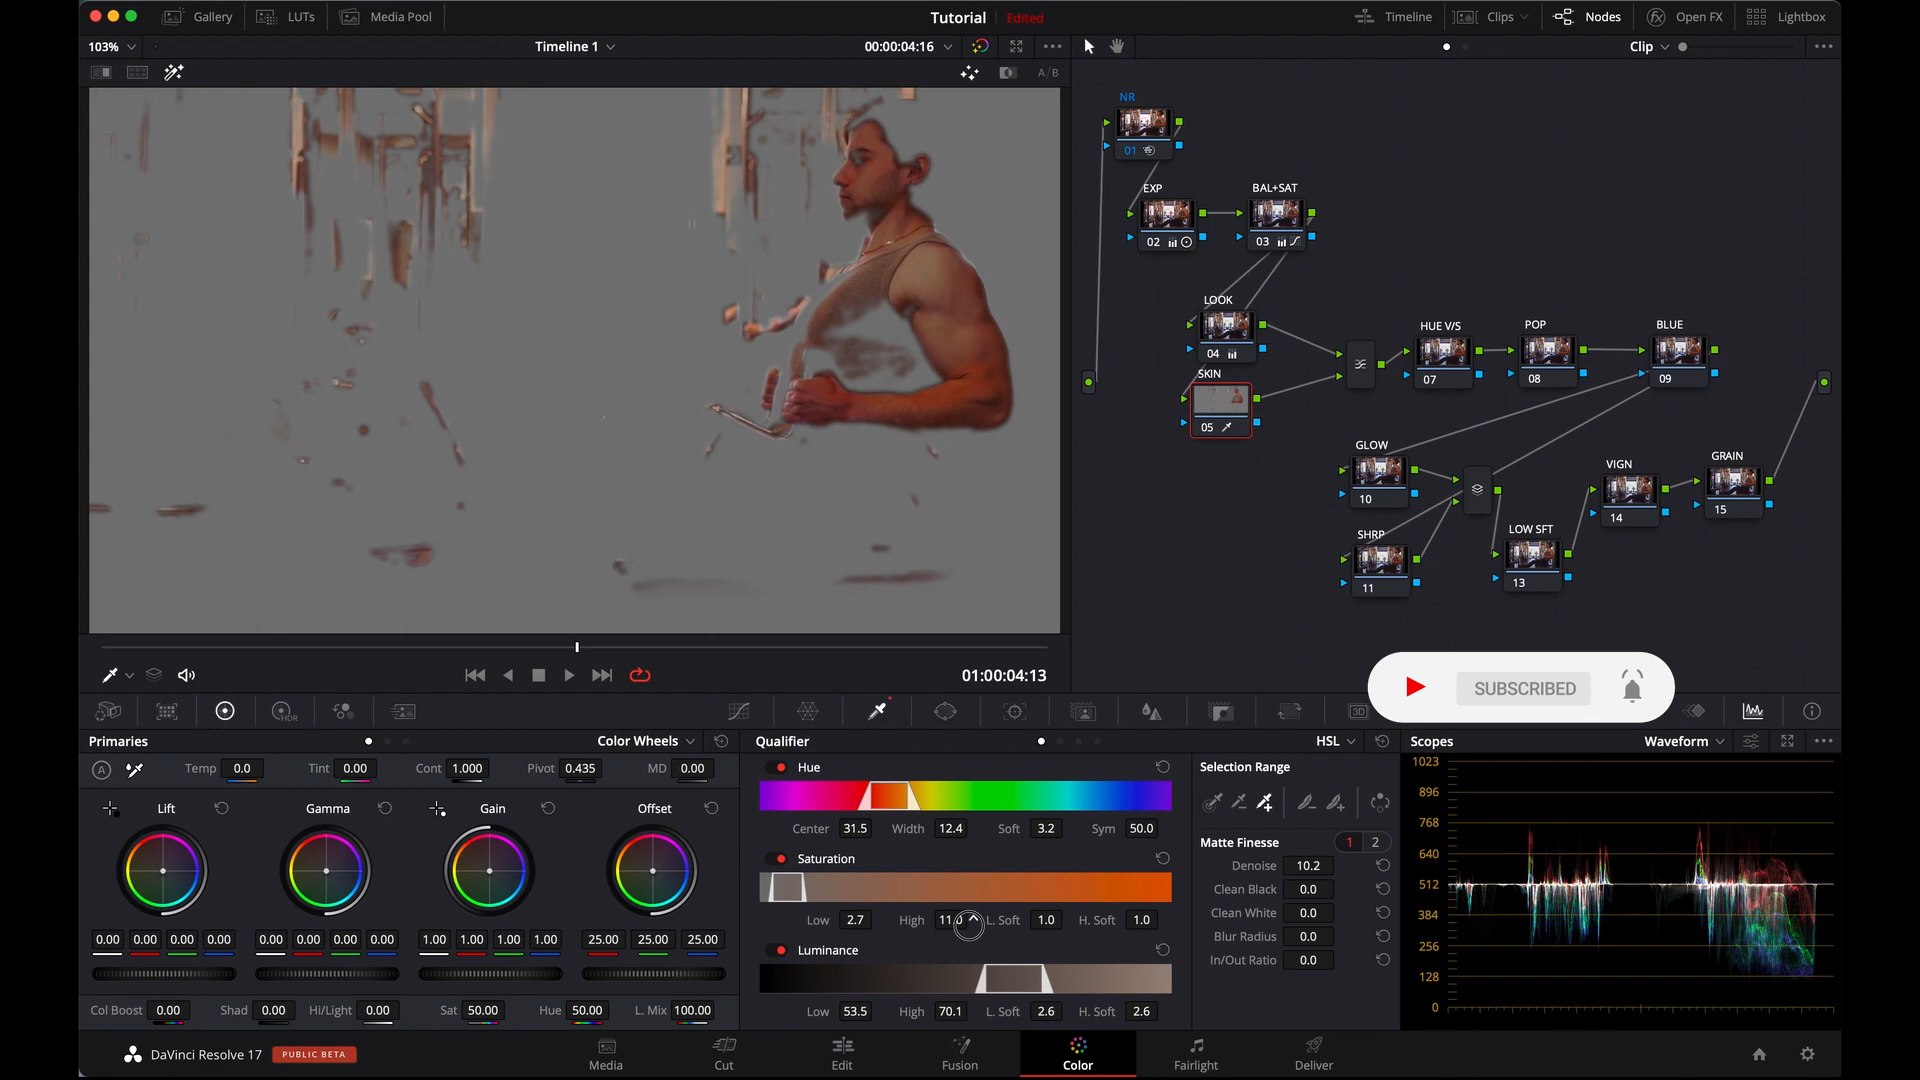 Gallery LUTs Media Pool Tutorial Edited Timeline Clips Nodes Open FX Lightbox
103% Timeline 1 00:00:04:16 Clip
A/B
NR
01
EXP BAL+SAT
02 03
LOOK
04
SKIN
05
HUE V/S POP BLUE
07 08 09
GLOW
10
SHRP
11
LOW SFT
13
VIGN
14
GRAIN
15
01:00:04:13
SUBSCRIBED
HDR
3D
Primaries Color Wheels
A Temp 0.0 Tint 0.00 Cont 1.000 Pivot 0.435 MD 0.00
Lift Gamma Gain Offset
0.00 0.00 0.00 0.00 0.00 0.00 0.00 0.00 1.00 1.00 1.00 1.00 25.00 25.00 25.00
Col Boost 0.00 Shad 0.00 Hi/Light 0.00 Sat 50.00 Hue 50.00 L. Mix 100.00
Qualifier HSL
Hue
Center 31.5 Width 12.4 Soft 3.2 Sym 50.0
Saturation
Low 2.7 High 11.0 L. Soft 1.0 H. Soft 1.0
Luminance
Low 53.5 High 70.1 L. Soft 2.6 H. Soft 2.6
Selection Range
Matte Finesse 1 2
Denoise 10.2
Clean Black 0.0
Clean White 0.0
Blur Radius 0.0
In/Out Ratio 0.0
Scopes Waveform
1023
896
768
640
512
384
256
128
0
DaVinci Resolve 17 PUBLIC BETA
Media Cut Edit Fusion Color Fairlight Deliver